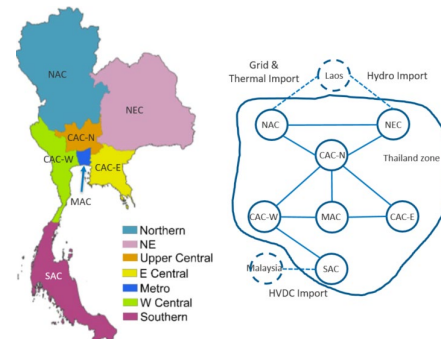 NAC
NEC
CAC-N
CAC-W
CAC-E
MAC
SAC
Northern
NE
Upper Central
E Central
Metro
W Central
Southern
Grid &
Thermal Import
Laos
Hydro Import
NAC
NEC
CAC-N
Thailand zone
CAC-W
MAC
CAC-E
Malaysia
SAC
HVDC Import